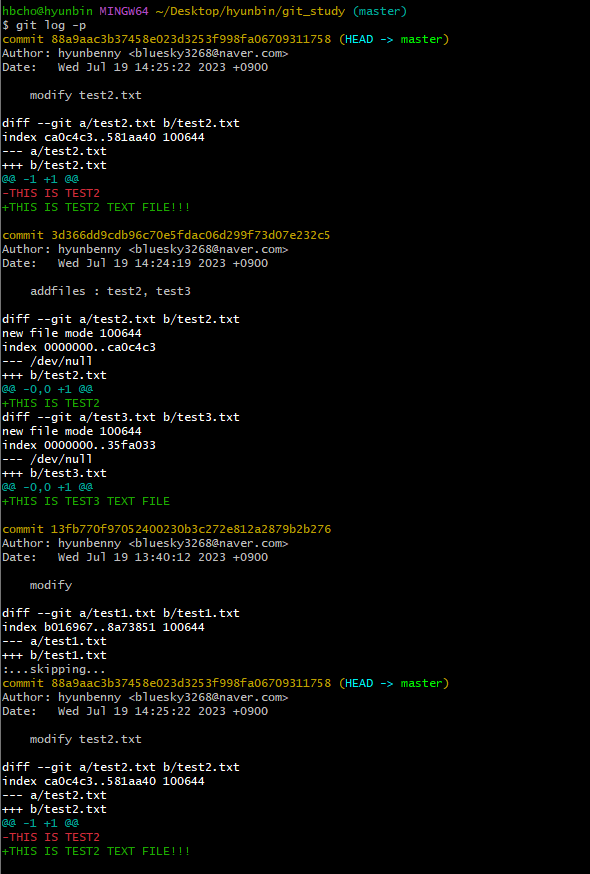 hbcho@hyunbin MINGW64 ~/Desktop/hyunbin/git_study (master)
$ git log -p
commit 88a9aac3b37458e023d3253f998fa06709311758 (HEAD -> master)
Author: hyunbenny <bluesky3268@naver.com>
Date:   Wed Jul 19 14:25:22 2023 +0900

    modify test2.txt

diff --git a/test2.txt b/test2.txt
index ca0c4c3..581aa40 100644
--- a/test2.txt
+++ b/test2.txt
@@ -1 +1 @@
-THIS IS TEST2
+THIS IS TEST2 TEXT FILE!!!

commit 3d366dd9cdb96c70e5fdac06d299f73d07e232c5
Author: hyunbenny <bluesky3268@naver.com>
Date:   Wed Jul 19 14:24:19 2023 +0900

    addfiles : test2, test3

diff --git a/test2.txt b/test2.txt
new file mode 100644
index 0000000..ca0c4c3
--- /dev/null
+++ b/test2.txt
@@ -0,0 +1 @@
+THIS IS TEST2
diff --git a/test3.txt b/test3.txt
new file mode 100644
index 0000000..35fa033
--- /dev/null
+++ b/test3.txt
@@ -0,0 +1 @@
+THIS IS TEST3 TEXT FILE

commit 13fb770f97052400230b3c272e812a2879b2b276
Author: hyunbenny <bluesky3268@naver.com>
Date:   Wed Jul 19 13:40:12 2023 +0900

    modify

diff --git a/test1.txt b/test1.txt
index b016967..8a73851 100644
--- a/test1.txt
+++ b/test1.txt
:...skipping...
commit 88a9aac3b37458e023d3253f998fa06709311758 (HEAD -> master)
Author: hyunbenny <bluesky3268@naver.com>
Date:   Wed Jul 19 14:25:22 2023 +0900

    modify test2.txt

diff --git a/test2.txt b/test2.txt
index ca0c4c3..581aa40 100644
--- a/test2.txt
+++ b/test2.txt
@@ -1 +1 @@
-THIS IS TEST2
+THIS IS TEST2 TEXT FILE!!!